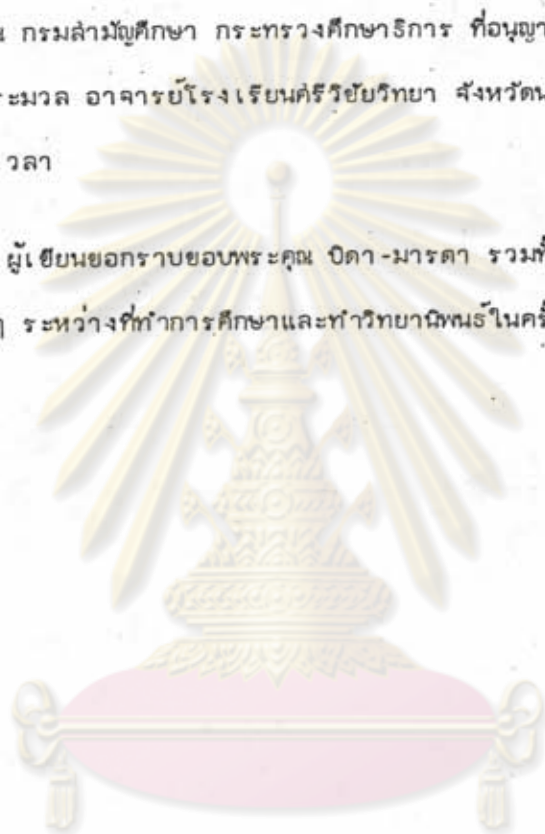 น กรมสามัญศึกษา กระทรวงศึกษาธิการ ที่อนุญา
ระมวล อาจารย์โรงเรียนศรีวิชัยวิทยา จังหวัดน
เวลา
ผู้เขียนขอกราบขอบพระคุณ บิดา-มารดา รวมทั้
ๆ ระหว่างที่ทำการศึกษาและทำวิทยานิพนธ์ในครั้